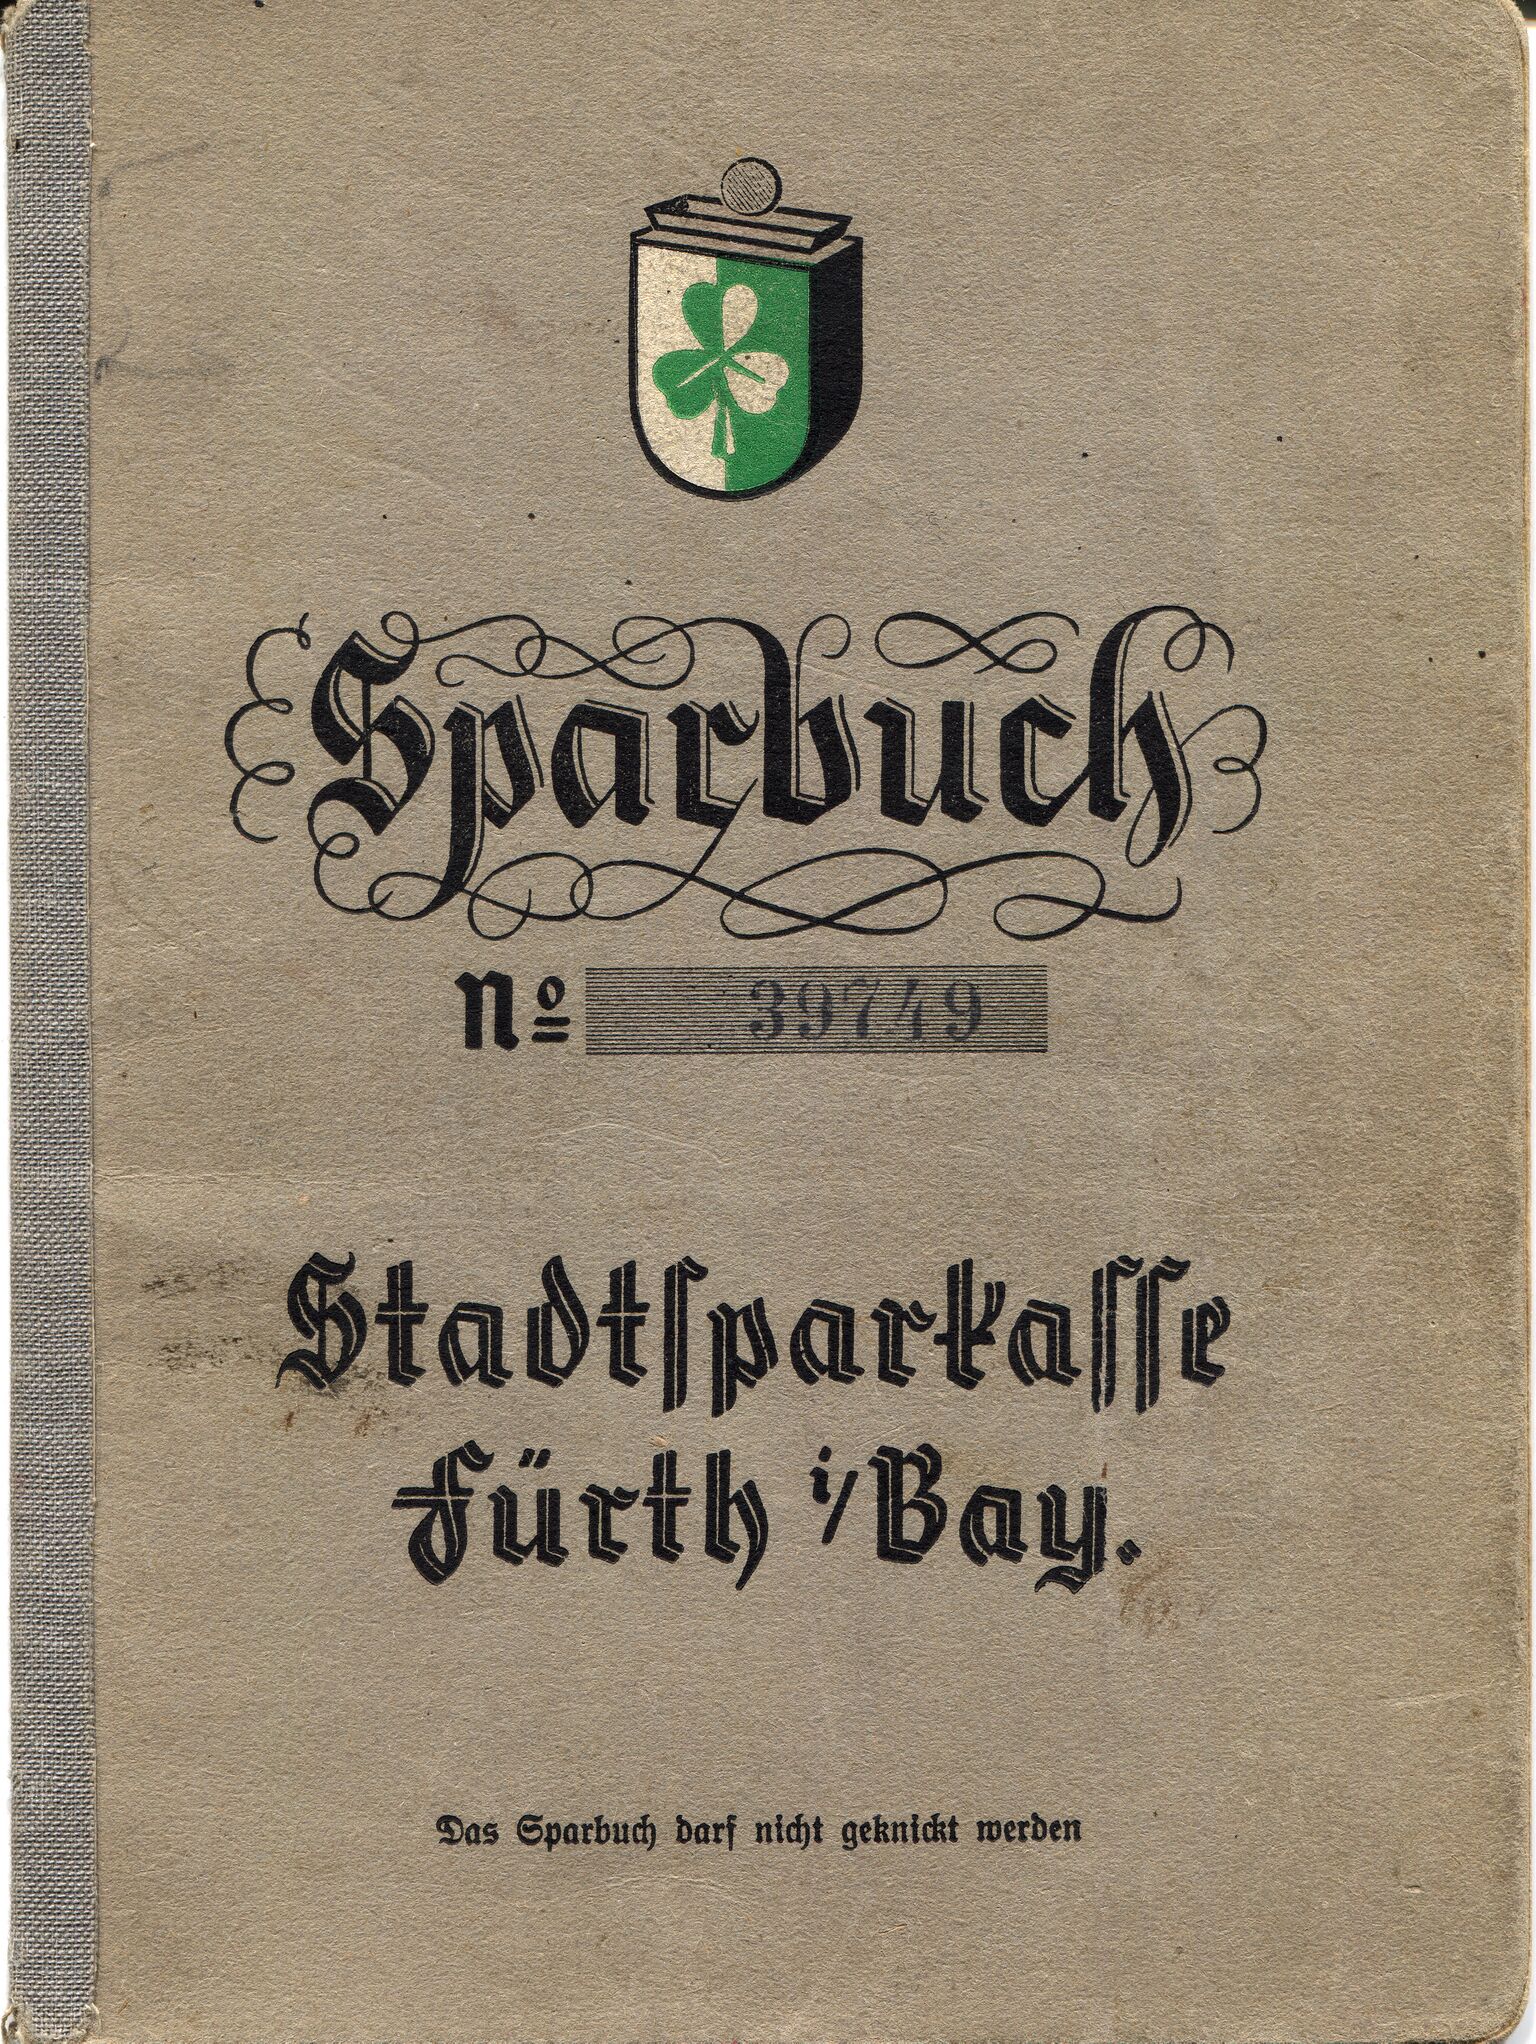 Sparbuch
No 39749
Stadtsparkasse
Fürth i/Bay.
Das Sparbuch darf nicht geknickt werden